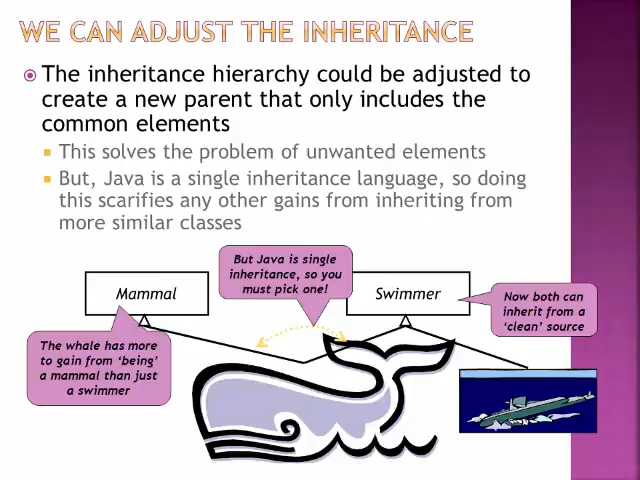 WE CAN ADJUST THE INHERITANCE
The inheritance hierarchy could be adjusted to
create a new parent that only includes the
common elements
This solves the problem of unwanted elements
But, Java is a single inheritance language, so doing
this scarifies any other gains from inheriting from
more similar classes
But Java is single
inheritance, so you
must pick one!
Mammal
Swimmer
Now both can
inherit from a
‘clean’ source
The whale has more
to gain from ‘being’
a mammal than just
a swimmer